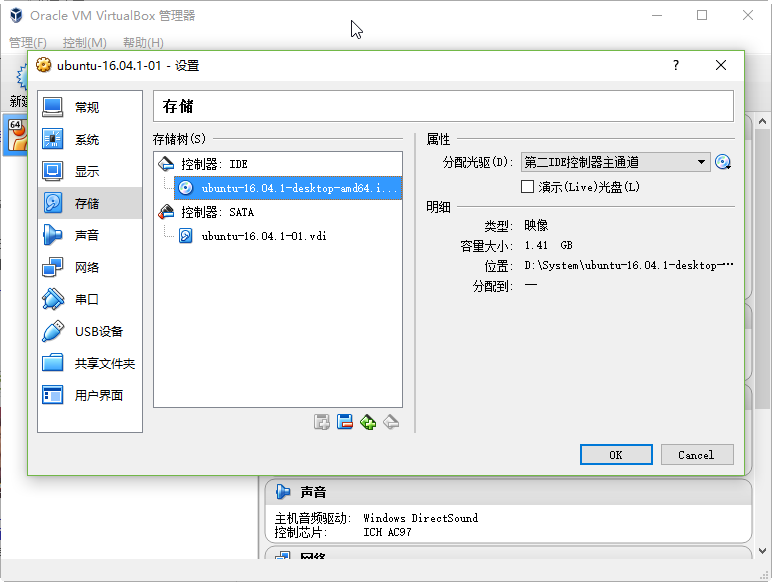 Oracle VM VirtualBox 管理器
管理(F) 控制(M) 帮助(H)
新建
ubuntu-16.04.1-01 - 设置
常规
系统
显示
存储
声音
网络
串口
USB设备
共享文件夹
用户界面
存储
存储树(S)
控制器: IDE
ubuntu-16.04.1-desktop-amd64.i...
控制器: SATA
ubuntu-16.04.1-01.vdi
属性
分配光驱(D): 第二IDE控制器主通道
演示(Live)光盘(L)
明细
类型: 映像
容量大小: 1.41 GB
位置: D:\System\ubuntu-16.04.1-desktop-…
分配到: —
OK Cancel
64
声音
主机音频驱动: Windows DirectSound
控制芯片: ICH AC97
网络